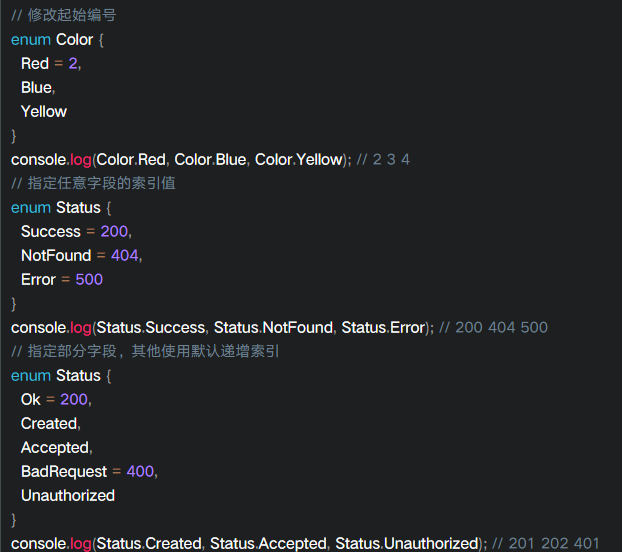 // 修改起始编号
enum Color {
  Red = 2,
  Blue,
  Yellow
}
console.log(Color.Red, Color.Blue, Color.Yellow); // 2 3 4
// 指定任意字段的索引值
enum Status {
  Success = 200,
  NotFound = 404,
  Error = 500
}
console.log(Status.Success, Status.NotFound, Status.Error); // 200 404 500
// 指定部分字段，其他使用默认递增索引
enum Status {
  Ok = 200,
  Created,
  Accepted,
  BadRequest = 400,
  Unauthorized
}
console.log(Status.Created, Status.Accepted, Status.Unauthorized); // 201 202 401